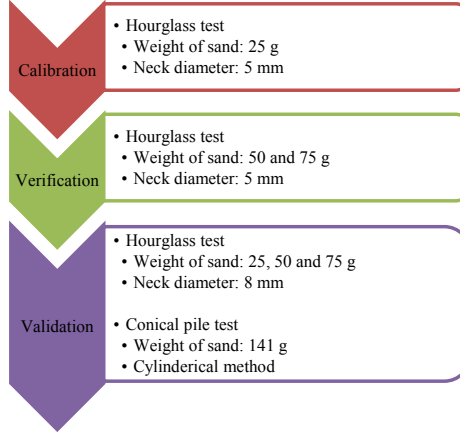 Calibration
• Hourglass test
• Weight of sand: 25 g
• Neck diameter: 5 mm
Verification
• Hourglass test
• Weight of sand: 50 and 75 g
• Neck diameter: 5 mm
Validation
• Hourglass test
• Weight of sand: 25, 50 and 75 g
• Neck diameter: 8 mm
• Conical pile test
• Weight of sand: 141 g
• Cylinderical method